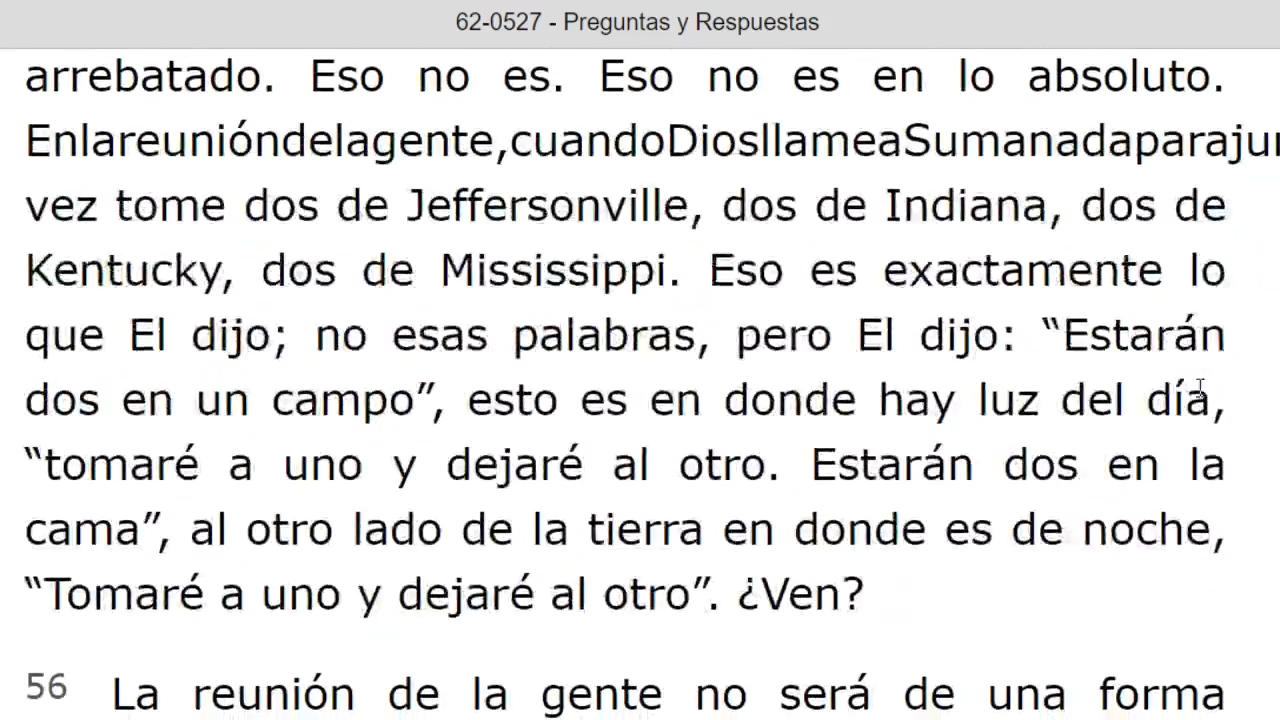 62-0527 - Preguntas y Respuestas
arrebatado. Eso no es. Eso no es en lo absoluto.
Enlareunióndelagente,cuandoDiosllameaSumanadaparajun
vez tome dos de Jeffersonville, dos de Indiana, dos de
Kentucky, dos de Mississippi. Eso es exactamente lo
que El dijo; no esas palabras, pero El dijo: “Estarán
dos en un campo”, esto es en donde hay luz del día,
“tomaré a uno y dejaré al otro. Estarán dos en la
cama”, al otro lado de la tierra en donde es de noche,
“Tomaré a uno y dejaré al otro”. ¿Ven?
56 La reunión de la gente no será de una forma